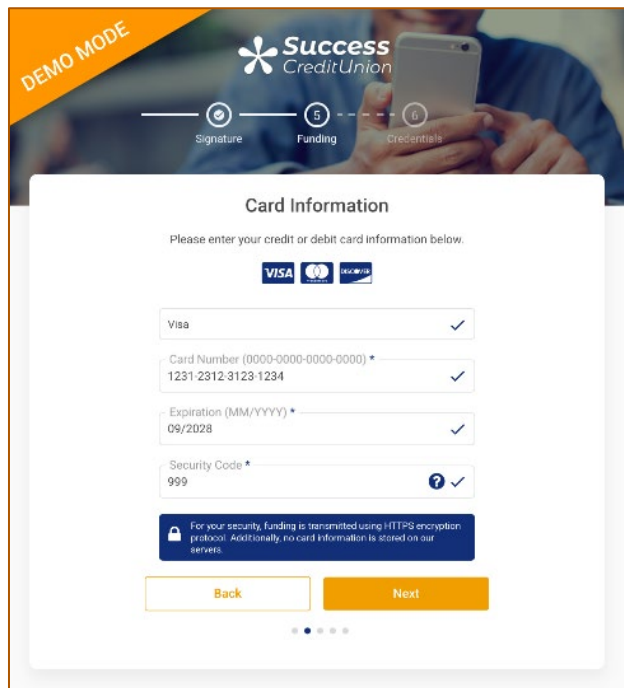 DEMO MODE
Success
CreditUnion
5
6
Signature
Funding
Credentials
Card Information
Please enter your credit or debit card information below.
VISA
DISCOVER
Visa
Card Number (0000-0000-0000-0000) *
1231-2312-3123-1234
Expiration (MM/YYYY) *
09/2028
Security Code *
999
?
For your security, funding is transmitted using HTTPS encryption
protocol. Additionally, no card information is stored on our
servers.
Back
Next